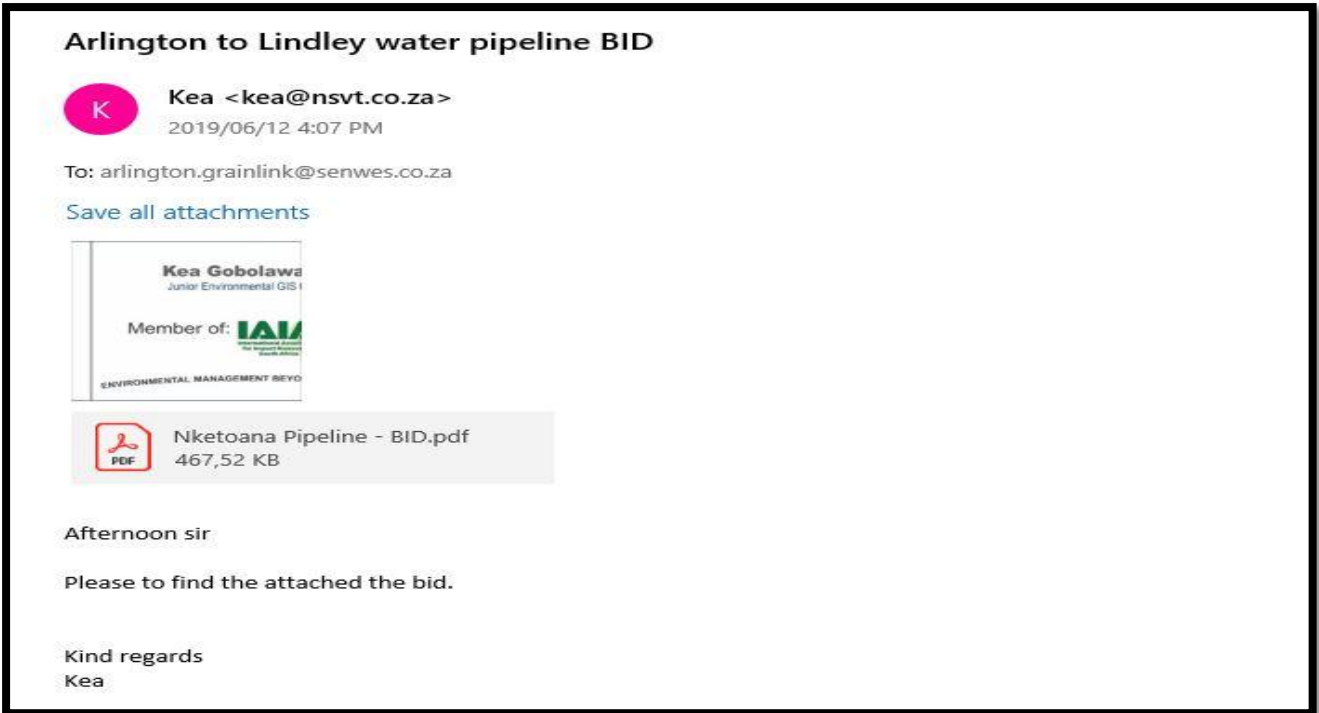 Arlington to Lindley water pipeline BID
K
Kea <kea@nsvt.co.za>
2019/06/12 4:07 PM
To: arlington.grainlink@senwes.co.za
Save all attachments
Kea Gobolawa
Junior Environmental GIS
Member of: IAIA
ENVIRONMENTAL MANAGEMENT BEYO
PDF
Nketoana Pipeline - BID.pdf
467,52 KB
Afternoon sir
Please to find the attached the bid.
Kind regards
Kea